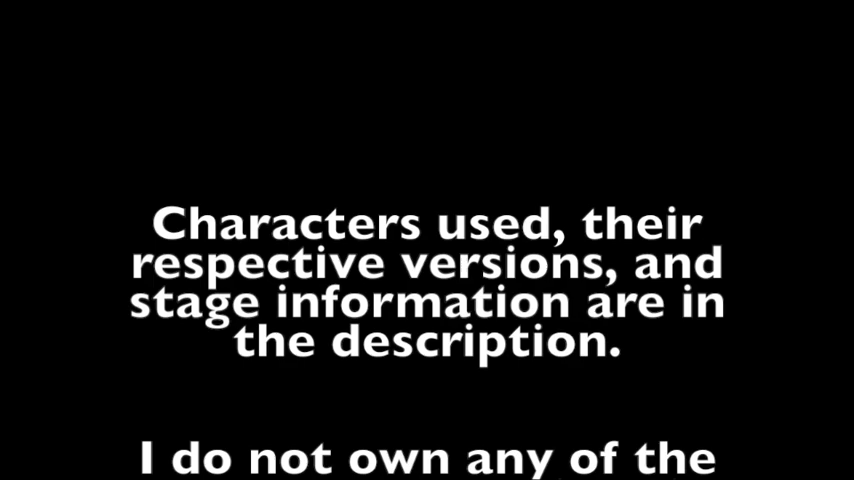 Characters used, their
respective versions, and
stage information are in
the description.
I do not own any of the